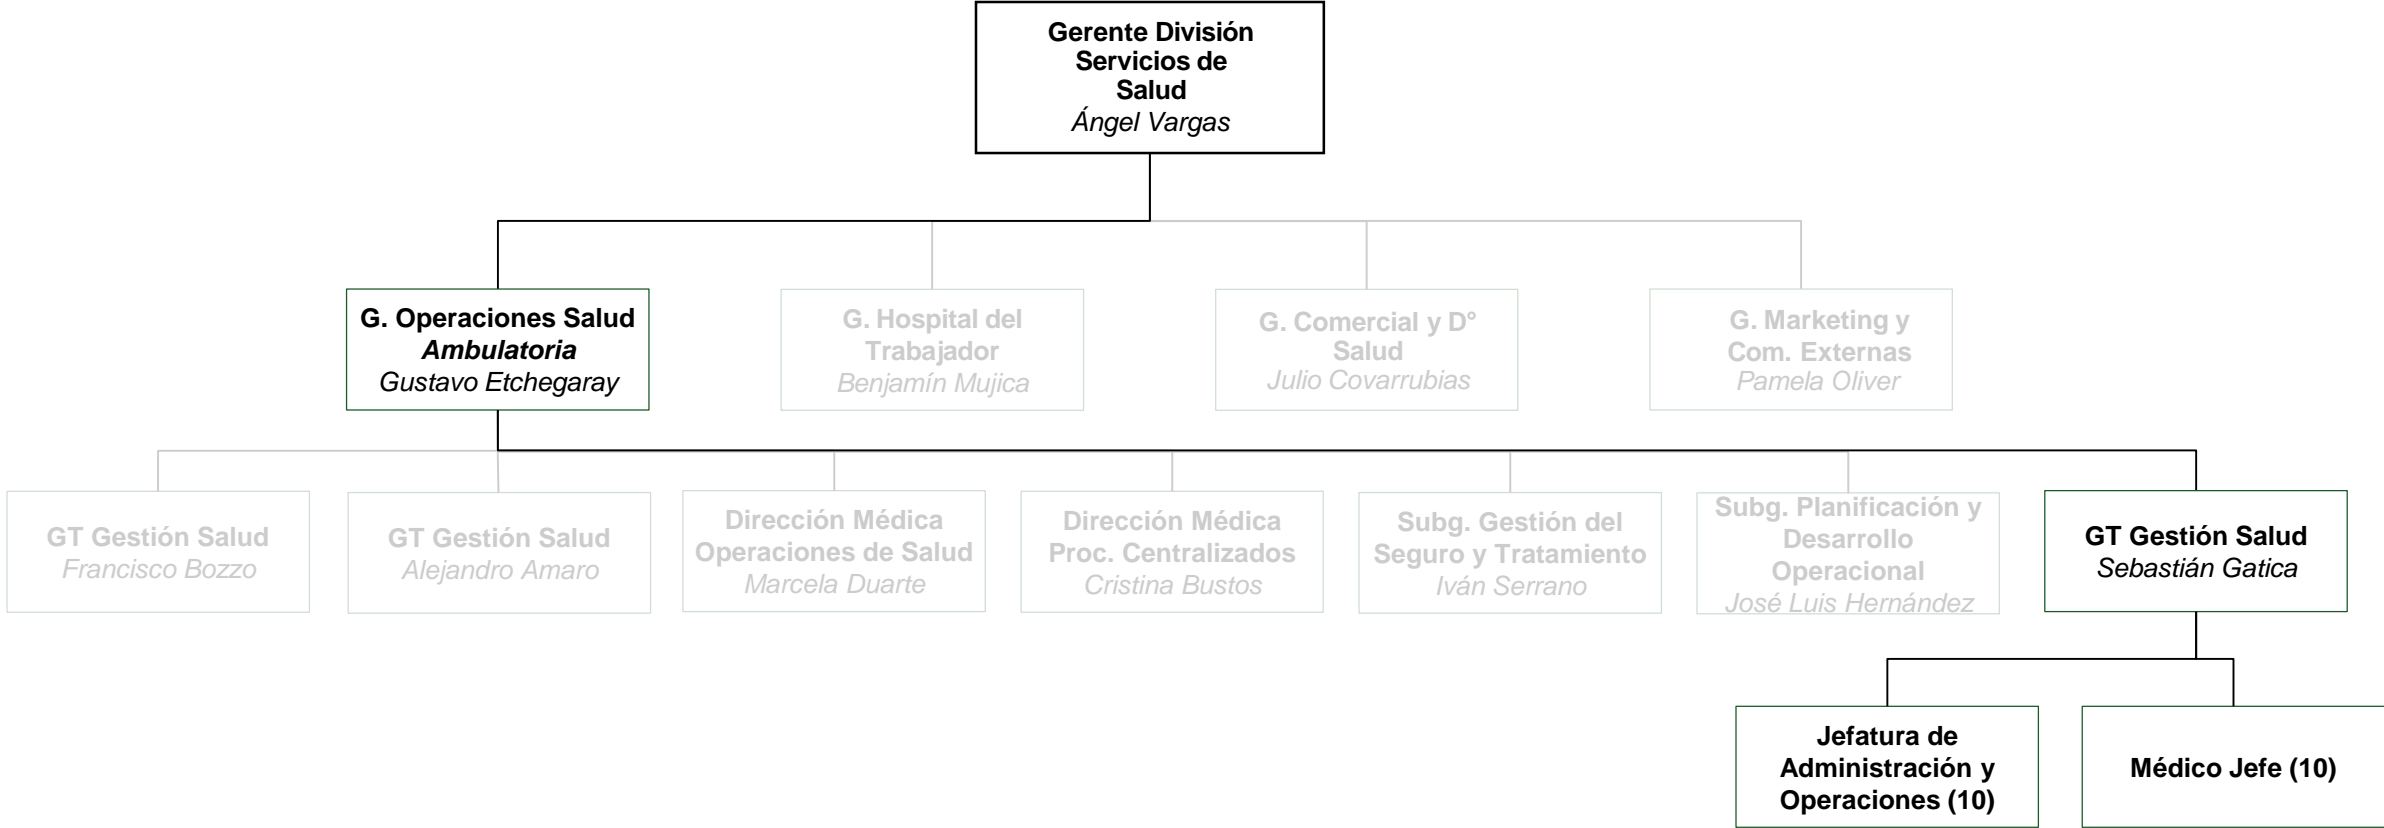 Gerente División
Servicios de
Salud
Ángel Vargas
G. Operaciones Salud
Ambulatoria
Gustavo Etchegaray
G. Hospital del
Trabajador
Benjamín Mujica
G. Comercial y D°
Salud
Julio Covarrubias
G. Marketing y
Com. Externas
Pamela Oliver
GT Gestión Salud
Francisco Bozzo
GT Gestión Salud
Alejandro Amaro
Dirección Médica
Operaciones de Salud
Marcela Duarte
Dirección Médica
Proc. Centralizados
Cristina Bustos
Subg. Gestión del
Seguro y Tratamiento
Iván Serrano
Subg. Planificación y
Desarrollo
Operacional
José Luis Hernández
GT Gestión Salud
Sebastián Gatica
Jefatura de
Administración y
Operaciones (10)
Médico Jefe (10)